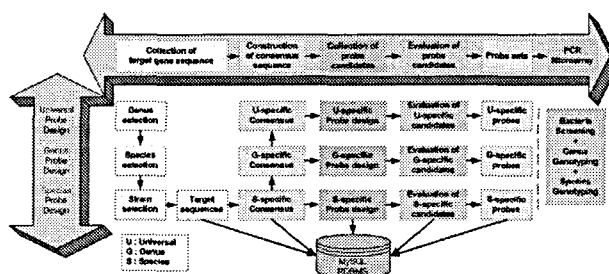 Collection of
target gene sequence
Construction
of consensus
sequence
Collection of
probe
candidates
Evaluation of
probe
candidates
Probe sets
PCR
Microarray
Universal
Probe
Design
Genus
Probe
Design
Species
Probe
Design
Genus
selection
Species
selection
Strain
selection
Target
sequences
U-specific
Consensus
U-specific
Probe design
Evaluation of
U-specific
candidates
U-specific
probes
G-specific
Consensus
G-specific
Probe design
Evaluation of
G-specific
candidates
G-specific
probes
S-specific
Consensus
S-specific
Probe design
Evaluation of
S-specific
candidates
S-specific
probes
Bacteria
Screening
+
Genus
Genotyping
+
Species
Genotyping
U : Universal
G : Genus
S : Species
MySQL
RDBMS